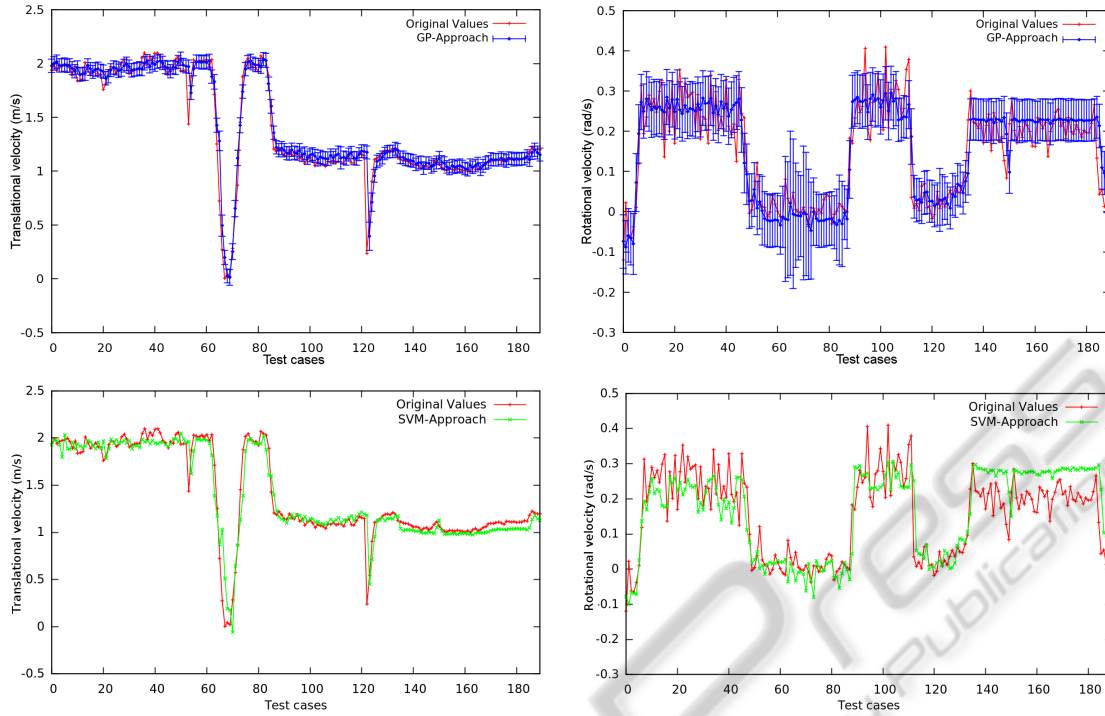 2.5
2
1.5
1
0.5
0
-0.5
0 20 40 60 80 100 120 140 160 180
Translational velocity (m/s)
Test cases
Original Values
GP-Approach
0.5
0.4
0.3
0.2
0.1
0
-0.1
-0.2
-0.3
0 20 40 60 80 100 120 140 160 180
Rotational velocity (rad/s)
Test cases
Original Values
GP-Approach
2.5
2
1.5
1
0.5
0
-0.5
0 20 40 60 80 100 120 140 160 180
Translational velocity (m/s)
Test cases
Original Values
SVM-Approach
0.5
0.4
0.3
0.2
0.1
0
-0.1
-0.2
-0.3
0 20 40 60 80 100 120 140 160 180
Rotational velocity (rad/s)
Test cases
Original Values
SVM-Approach